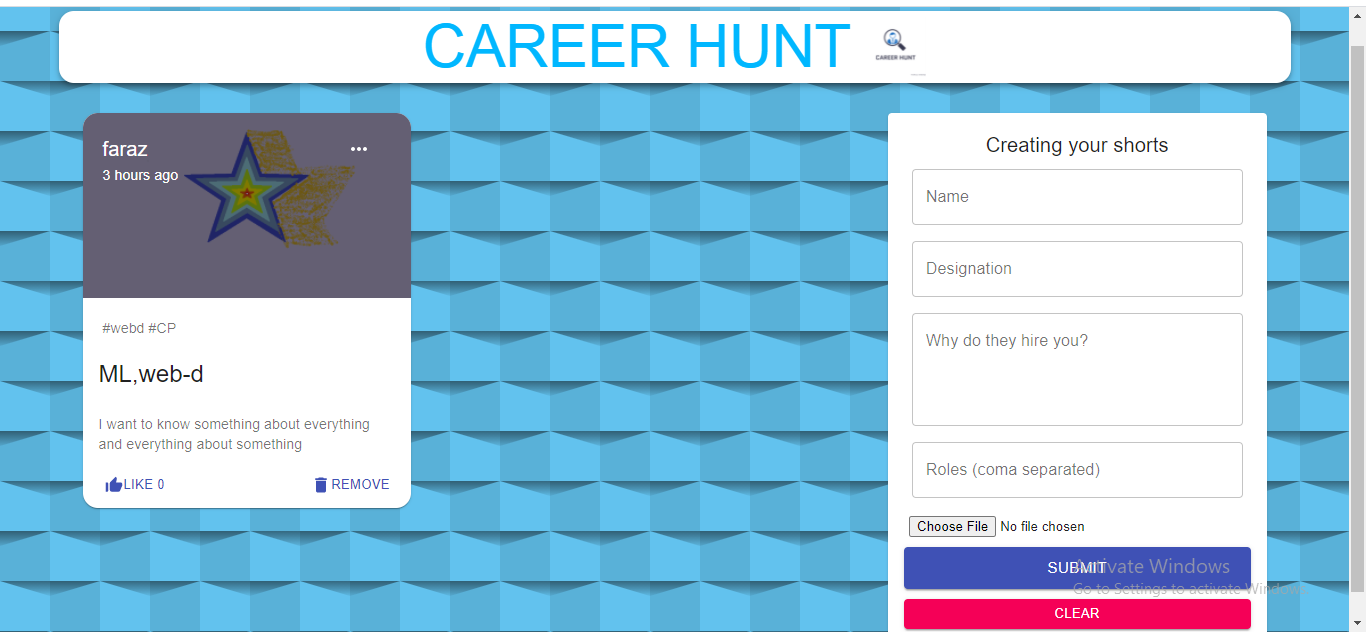 CAREER HUNT
CAREER HUNT
faraz
3 hours ago
#webd #CP
ML,web-d
I want to know something about everything
and everything about something
LIKE 0
REMOVE
Creating your shorts
Name
Designation
Why do they hire you?
Roles (coma separated)
Choose File No file chosen
SUBMIT
Activate Windows
Go to Settings to activate Windows.
CLEAR